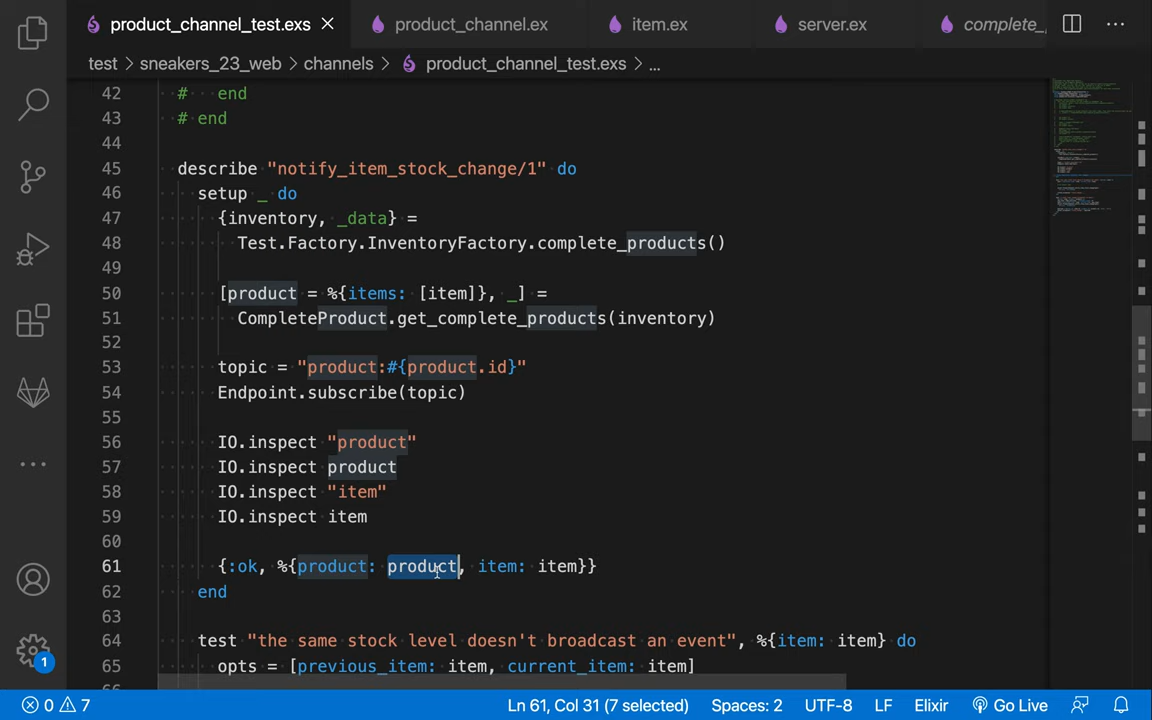 product_channel_test.exs product_channel.ex item.ex server.ex complete_
test > sneakers_23_web > channels > product_channel_test.exs > ...
42 # end
43 # end
44
45 describe "notify_item_stock_change/1" do
46 setup _ do
47 {inventory, _data} =
48 Test.Factory.InventoryFactory.complete_products()
49
50 [product = %{items: [item]}, _] =
51 CompleteProduct.get_complete_products(inventory)
52
53 topic = "product:#{product.id}"
54 Endpoint.subscribe(topic)
55
56 IO.inspect "product"
57 IO.inspect product
58 IO.inspect "item"
59 IO.inspect item
60
61 {:ok, %{product: product, item: item}}
62 end
63
64 test "the same stock level doesn't broadcast an event", %{item: item} do
65 opts = [previous_item: item, current_item: item]
1
0 7 Ln 61, Col 31 (7 selected) Spaces: 2 UTF-8 LF Elixir Go Live